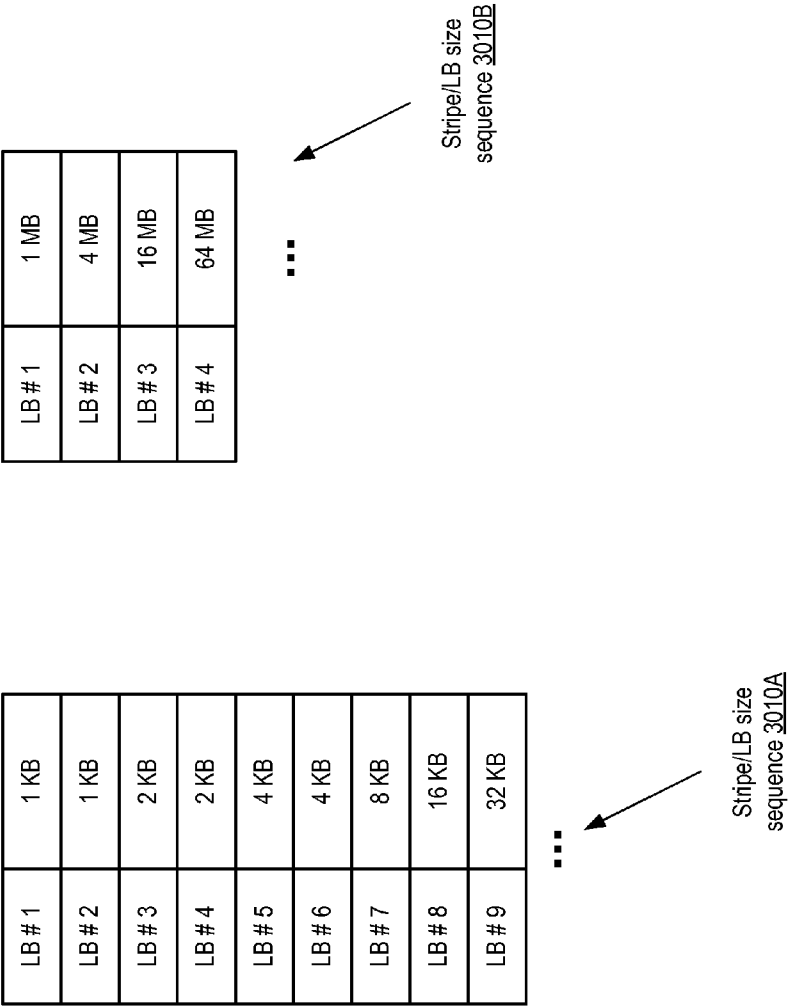 LB# 1 1 KB
LB# 2 1 KB
LB# 3 2 KB
LB# 4 2 KB
LB# 5 4 KB
LB# 6 4 KB
LB# 7 8 KB
LB# 8 16 KB
LB# 9 32 KB
...
Stripe/LB size
sequence 3010A
LB# 1 1 MB
LB# 2 4 MB
LB# 3 16 MB
LB# 4 64 MB
...
Stripe/LB size
sequence 3010B